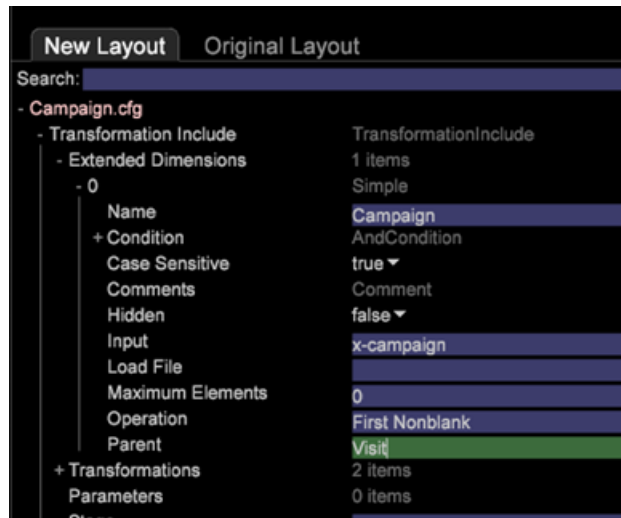 New Layout Original Layout
Search:
- Campaign.cfg
- Transformation Include TransformationInclude
- Extended Dimensions 1 items
- 0 Simple
Name Campaign
+ Condition AndCondition
Case Sensitive true
Comments Comment
Hidden false
Input x-campaign
Load File
Maximum Elements 0
Operation First Nonblank
Parent Visit
+ Transformations 2 items
Parameters 0 items